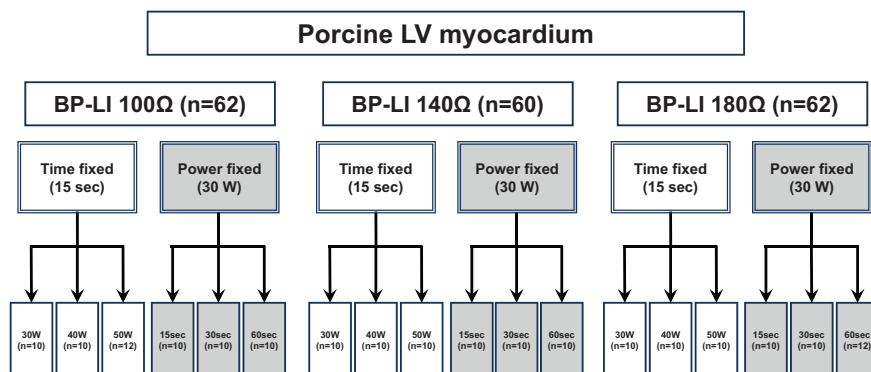 Porcine LV myocardium
BP-LI 100Ω (n=62)
BP-LI 140Ω (n=60)
BP-LI 180Ω (n=62)
Time fixed
(15 sec)
Power fixed
(30 W)
Time fixed
(15 sec)
Power fixed
(30 W)
Time fixed
(15 sec)
Power fixed
(30 W)
30W
(n=10)
40W
(n=10)
50W
(n=12)
15sec
(n=10)
30sec
(n=10)
60sec
(n=10)
30W
(n=10)
40W
(n=10)
50W
(n=10)
15sec
(n=10)
30sec
(n=10)
60sec
(n=10)
30W
(n=10)
40W
(n=10)
50W
(n=10)
15sec
(n=10)
30sec
(n=10)
60sec
(n=12)